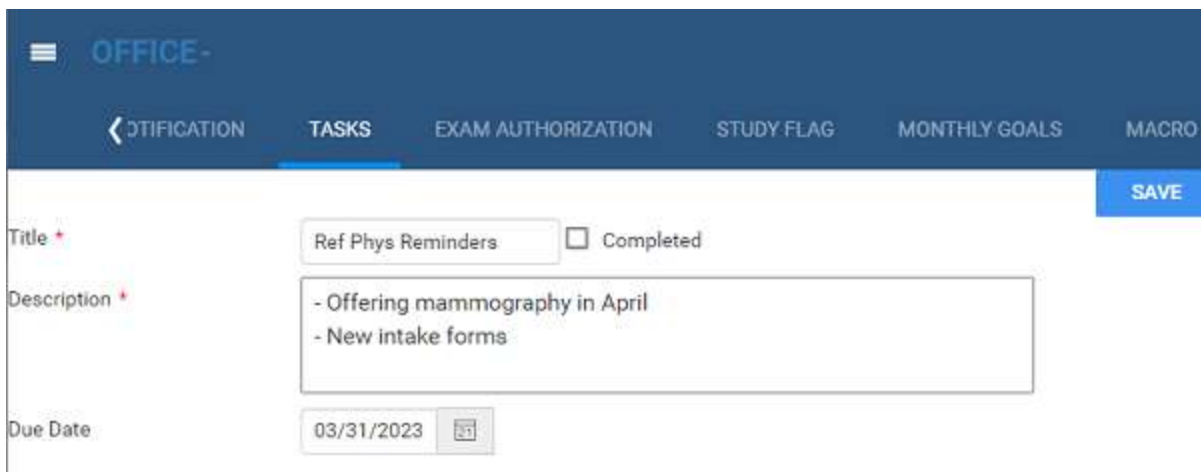 OFFICE-
OTIFICATION TASKS EXAM AUTHORIZATION STUDY FLAG MONTHLY GOALS MACRO
SAVE
Title * Ref Phys Reminders Completed
Description * - Offering mammography in April
- New intake forms
Due Date 03/31/2023 21